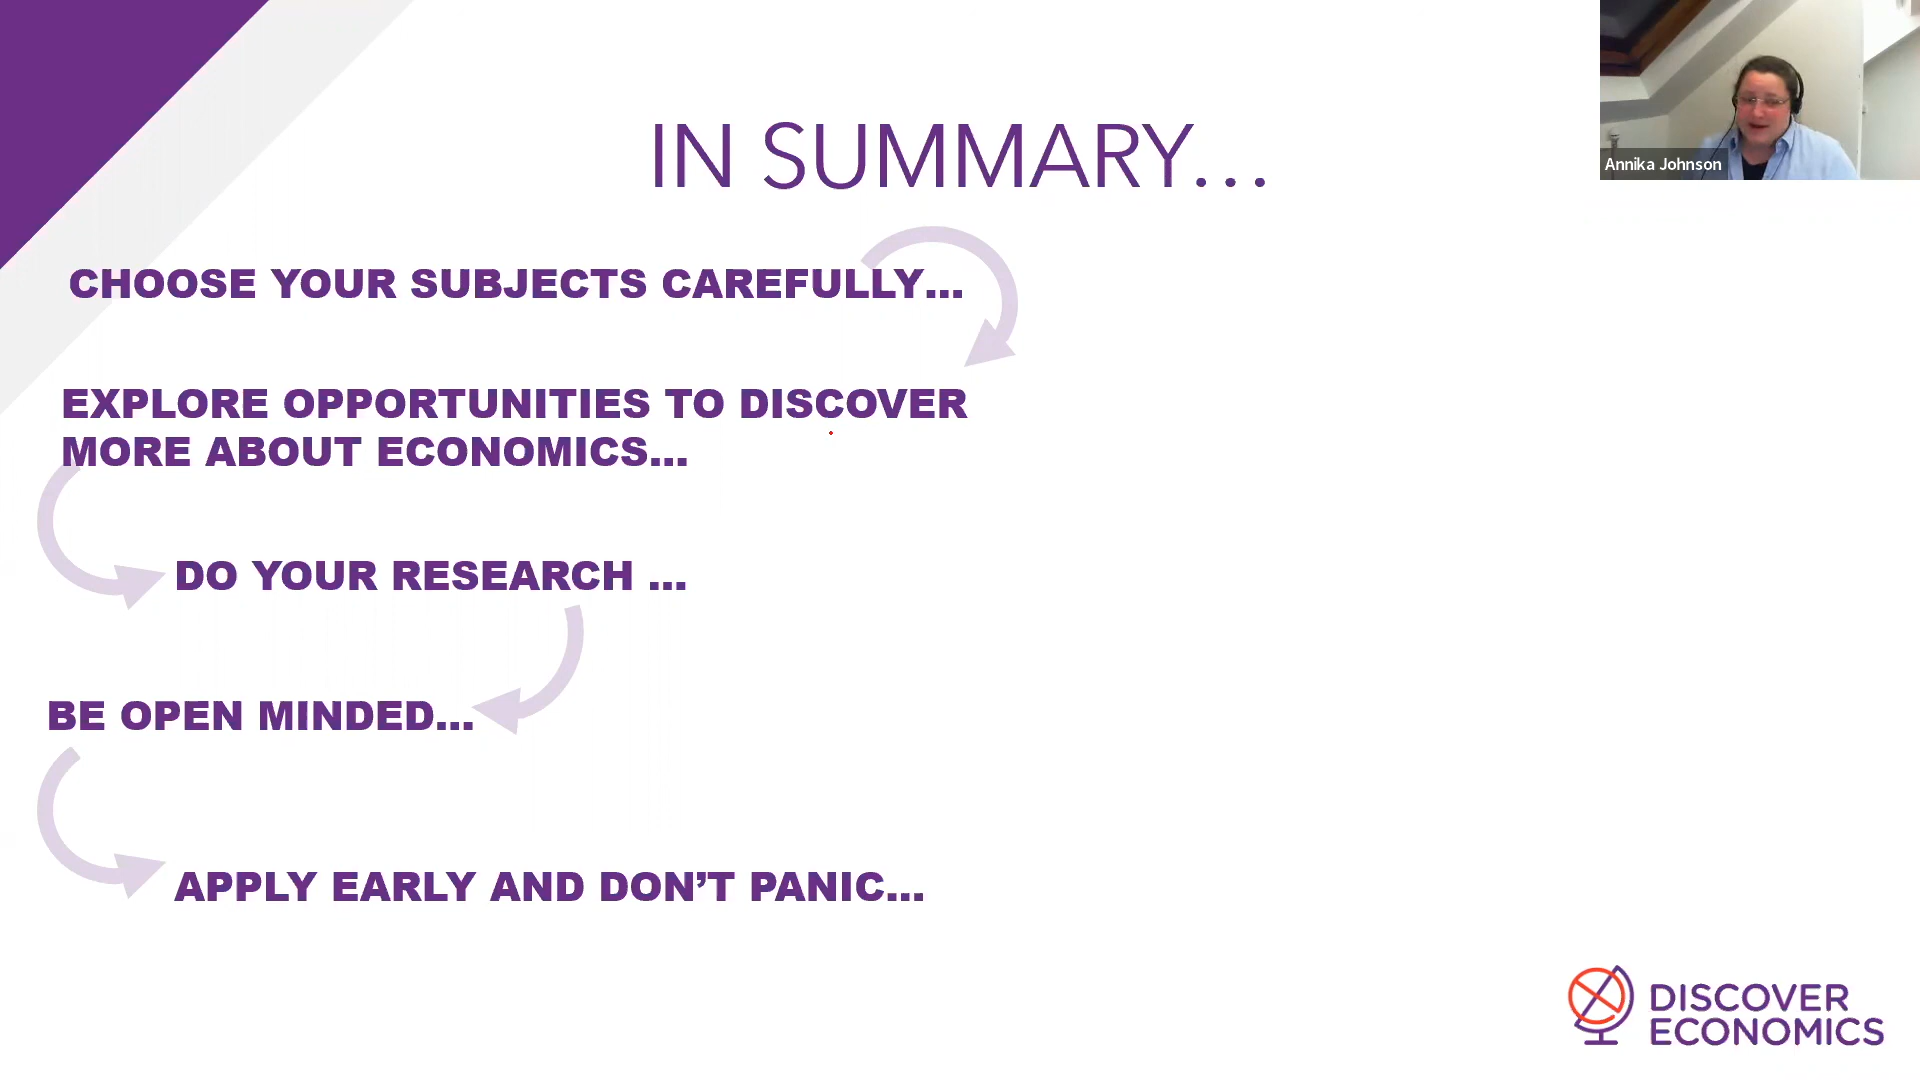 IN SUMMARY...
Annika Johnson
CHOOSE YOUR SUBJECTS CAREFULLY...
EXPLORE OPPORTUNITIES TO DISCOVER
MORE ABOUT ECONOMICS...
DO YOUR RESEARCH ...
BE OPEN MINDED...
APPLY EARLY AND DON’T PANIC...
DISCOVER
ECONOMICS